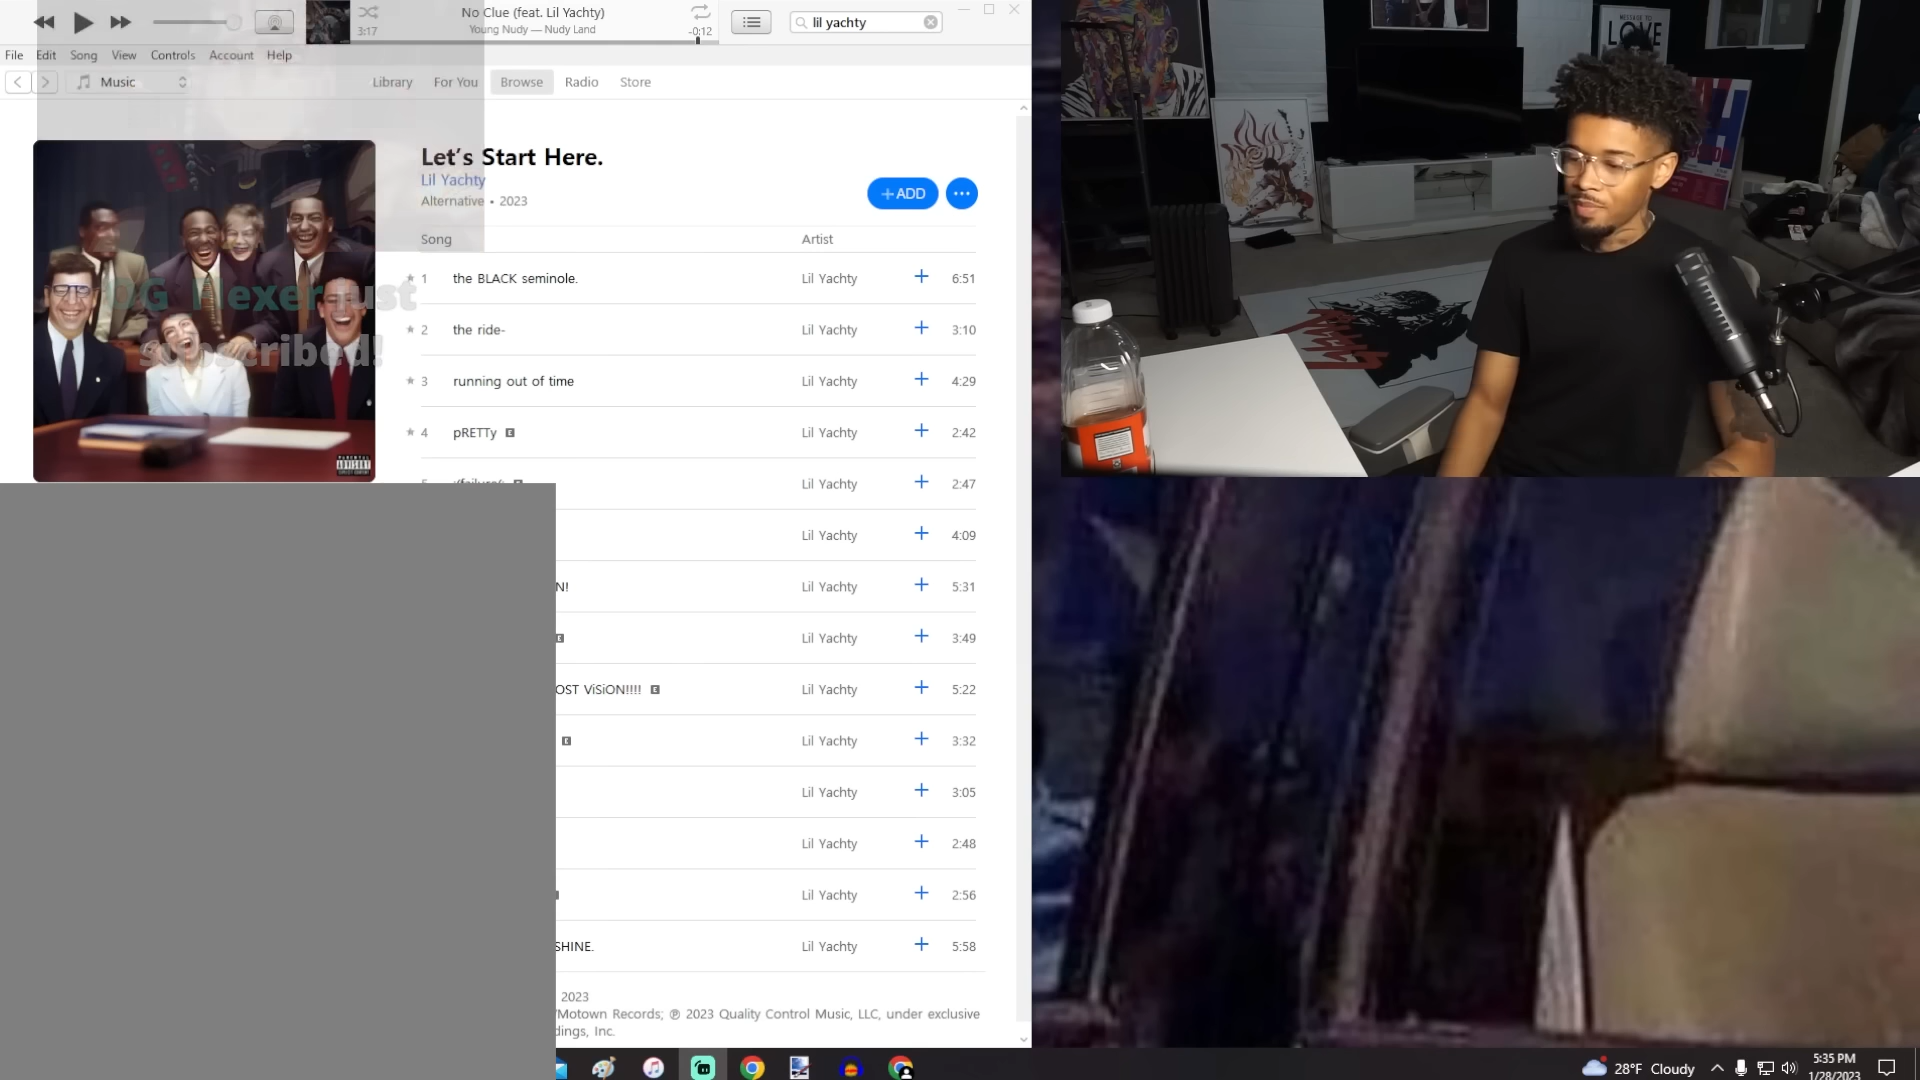 No Clue (feat. Lil Yachty)
3:17
Young Nudy — Nudy Land
-0:12
lil yachty
File Edit Song View Controls Account Help
Music
Library For You Browse Radio Store
Let's Start Here.
Lil Yachty
Alternative • 2023
+ ADD
Song Artist
1 the BLACK seminole. Lil Yachty 6:51
2 the ride- Lil Yachty 3:10
3 running out of time Lil Yachty 4:29
4 pRETTy E Lil Yachty 2:42
Lil Yachty 2:47
Lil Yachty 4:09
N! Lil Yachty 5:31
E Lil Yachty 3:49
OST ViSiON!!!! E Lil Yachty 5:22
E Lil Yachty 3:32
Lil Yachty 3:05
Lil Yachty 2:48
Lil Yachty 2:56
SHINE. Lil Yachty 5:58
2023
/Motown Records; ℗ 2023 Quality Control Music, LLC, under exclusive
dings, Inc.
just
subscribed!
ADVISORY
MESSAGE TO
LOVE
28°F Cloudy
5:35 PM
1/28/2023